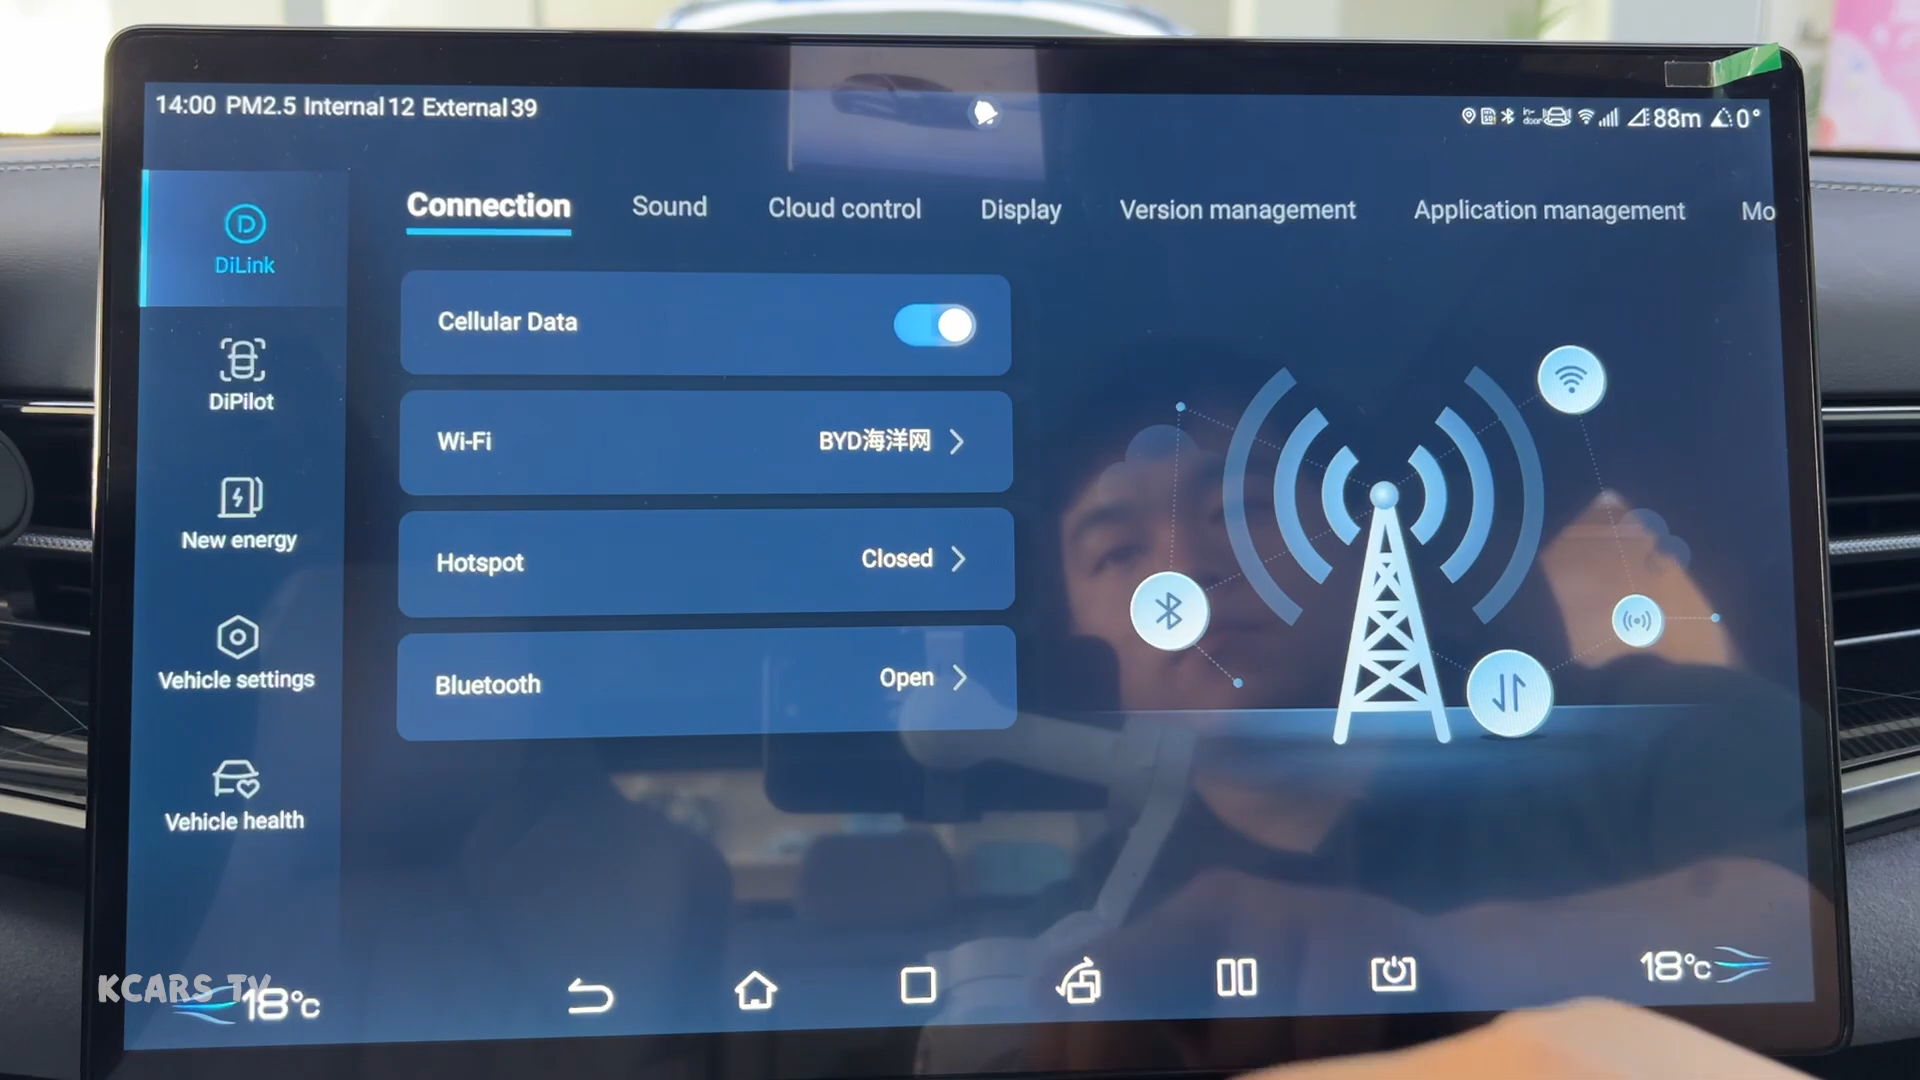 14:00 PM2.5 Internal 12 External 39
88m 0°
Connection Sound Cloud control Display Version management Application management Mo
DiLink
Cellular Data
DiPilot
Wi-Fi BYD海洋网
New energy
Hotspot Closed
Vehicle settings
Bluetooth Open
Vehicle health
KCARS TV
18°C
18°C